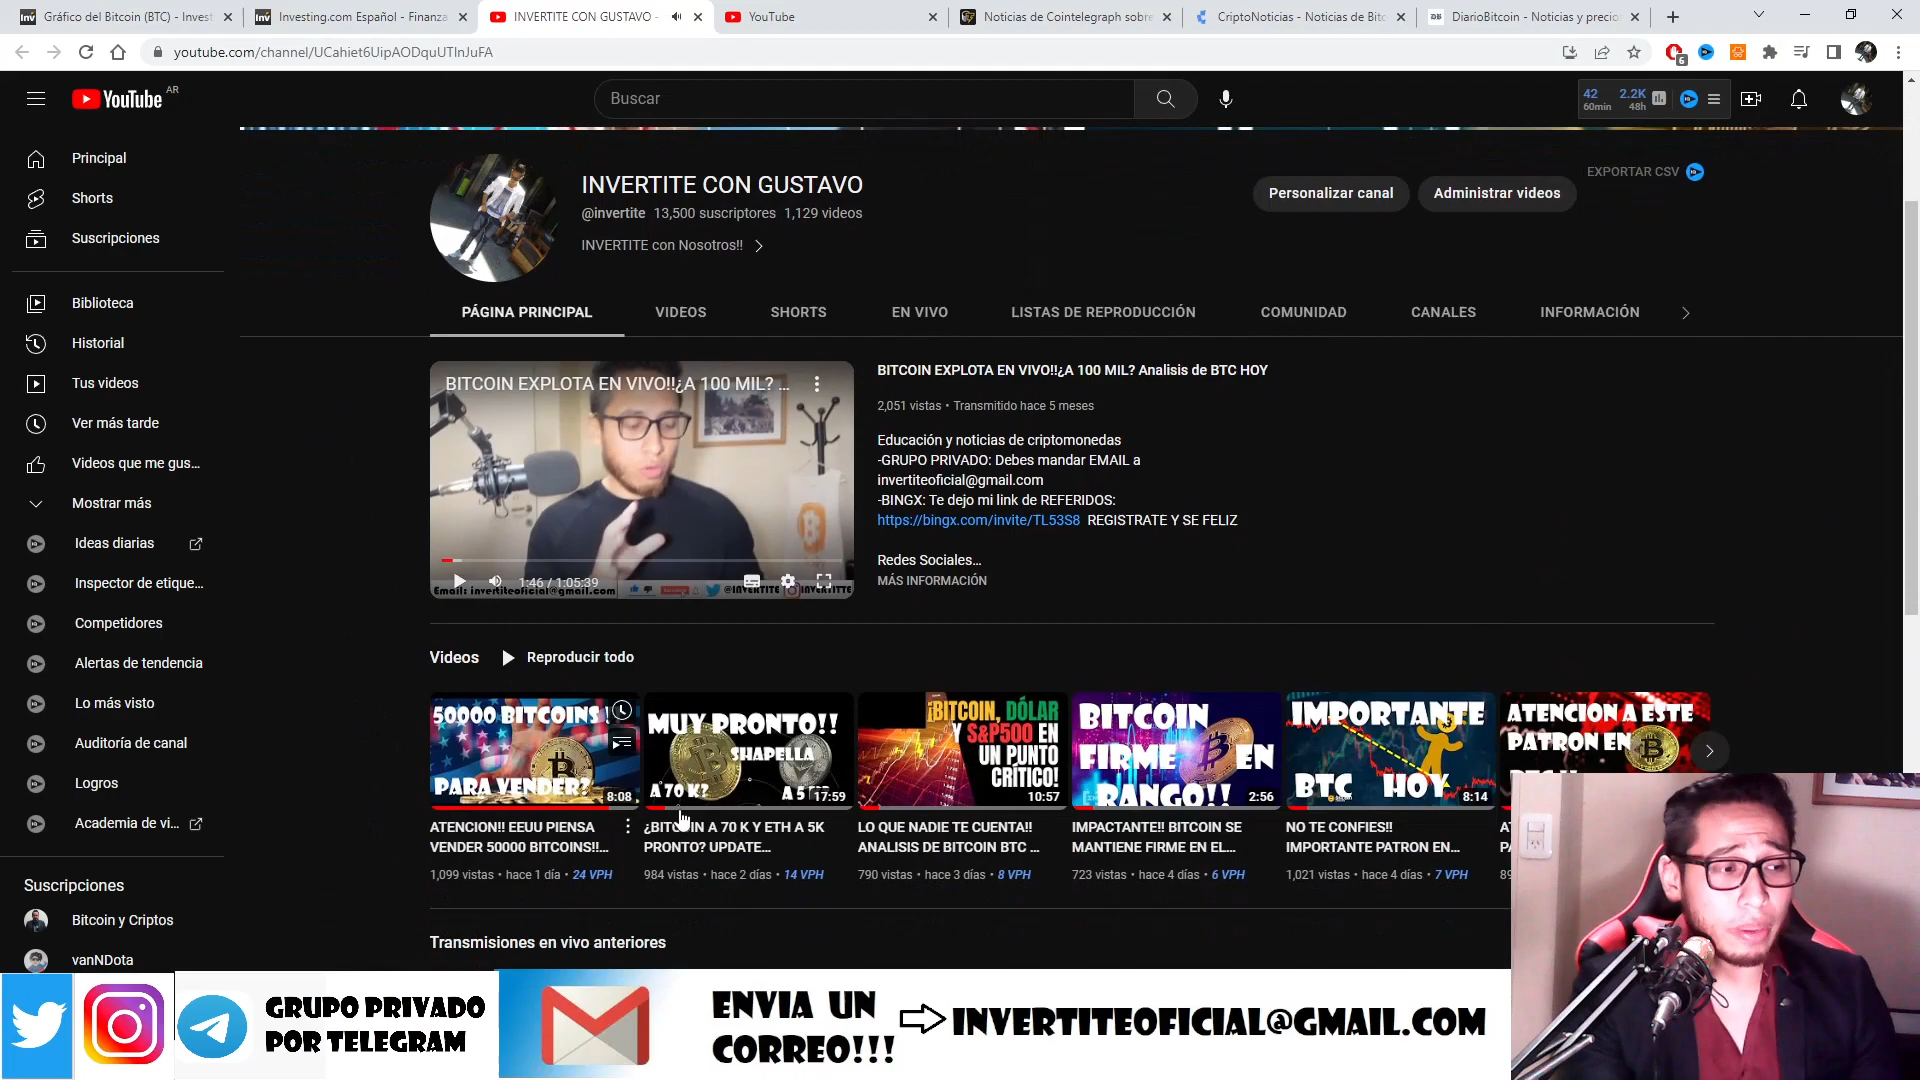 Gráfico del Bitcoin (BTC) - Invest
Investing.com Español - Finanza
INVERTITE CON GUSTAVO -
YouTube
Noticias de Cointelegraph sobre
CriptoNoticias - Noticias de Bitc
DiarioBitcoin - Noticias y precio
youtube.com/channel/UCahiet6UipAODquUTlnJuFA
6
YouTube AR
Buscar
42 2.2K
60min 48h
Principal
Shorts
Suscripciones
Biblioteca
Historial
Tus videos
Ver más tarde
Videos que me gus...
Mostrar más
Ideas diarias
Inspector de etique...
Competidores
Alertas de tendencia
Lo más visto
Auditoría de canal
Logros
Academia de vi...
Suscripciones
Bitcoin y Criptos
vanNDota
INVERTITE CON GUSTAVO
@invertite 13,500 suscriptores 1,129 videos
INVERTITE con Nosotros!!
Personalizar canal
Administrar videos
EXPORTAR CSV
PÁGINA PRINCIPAL
VIDEOS
SHORTS
EN VIVO
LISTAS DE REPRODUCCIÓN
COMUNIDAD
CANALES
INFORMACIÓN
BITCOIN EXPLOTA EN VIVO!!¿A 100 MIL? ...
1:46 / 1:05:39
Email: invertiteoficial@gmail.com
@INVERTITE
BITCOIN EXPLOTA EN VIVO!!¿A 100 MIL? Analisis de BTC HOY
2,051 vistas • Transmitido hace 5 meses
Educación y noticias de criptomonedas
-GRUPO PRIVADO: Debes mandar EMAIL a
invertiteoficial@gmail.com
-BINGX: Te dejo mi link de REFERIDOS:
https://bingx.com/invite/TL53S8 REGISTRATE Y SE FELIZ
Redes Sociales...
MÁS INFORMACIÓN
Videos
Reproducir todo
50000 BITCOINS!
PARA VENDER?
8:08
MUY PRONTO!!
SHAPELLA
A 70 K?
17:59
¡BITCOIN, DÓLAR
Y S&P500 EN
UN PUNTO
CRÍTICO!
10:57
BITCOIN
FIRME EN
RANGO!!
2:56
IMPORTANTE
BTC HOY
8:14
ATENCION A ESTE
PATRON EN
ATENCION!! EEUU PIENSA
VENDER 50000 BITCOINS!!...
1,099 vistas • hace 1 día • 24 VPH
¿BITCOIN A 70 K Y ETH A 5K
PRONTO? UPDATE...
984 vistas • hace 2 días • 14 VPH
LO QUE NADIE TE CUENTA!!
ANALISIS DE BITCOIN BTC ...
790 vistas • hace 3 días • 8 VPH
IMPACTANTE!! BITCOIN SE
MANTIENE FIRME EN EL...
723 vistas • hace 4 días • 6 VPH
NO TE CONFIES!!
IMPORTANTE PATRON EN...
1,021 vistas • hace 4 días • 7 VPH
Transmisiones en vivo anteriores
GRUPO PRIVADO
POR TELEGRAM
ENVIA UN
CORREO!!!
INVERTITEOFICIAL@GMAIL.COM